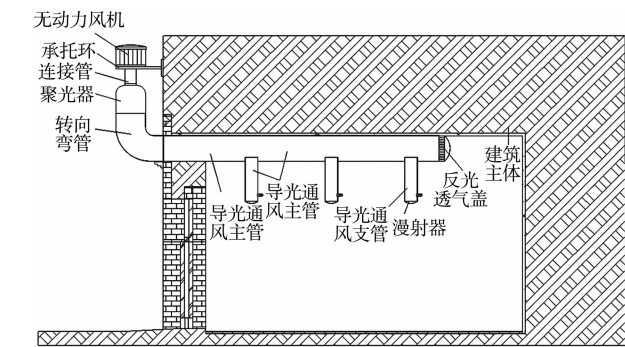 无动力风机
承托环
连接管
聚光器
转向
弯管
导光通
风主管
导光通
风主管
导光通
风支管
漫射器
反光
透气盖
建筑
主体